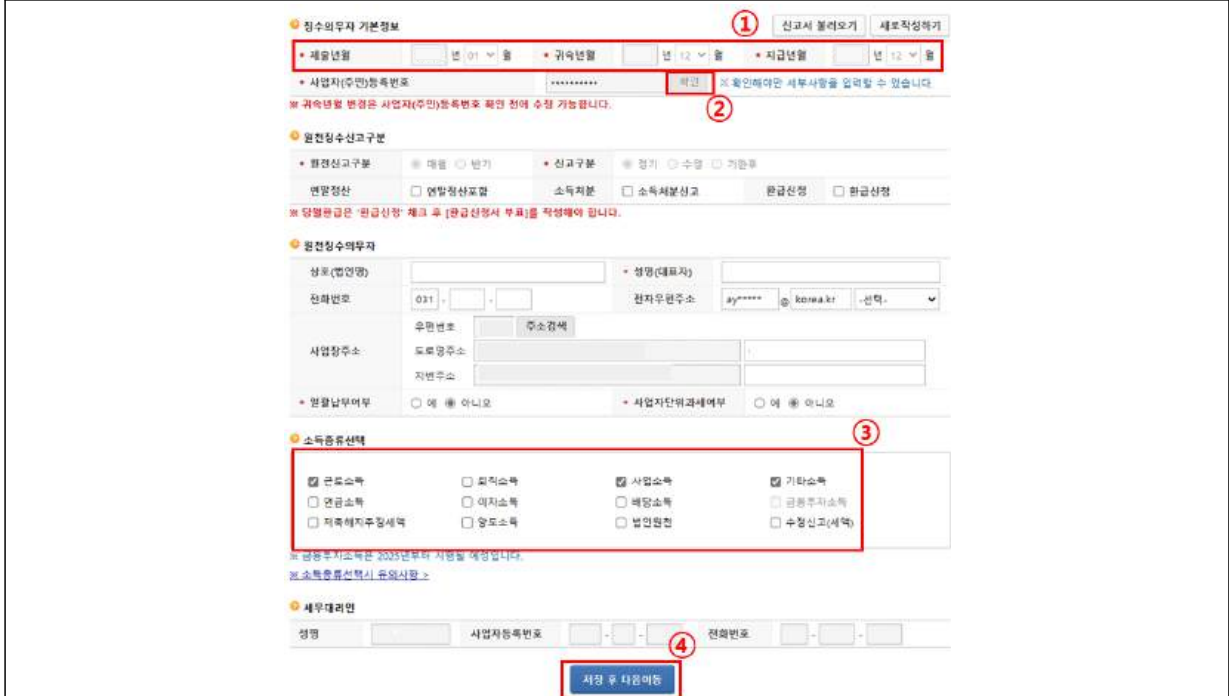 징수의무자 기본정보 ① 신고서 불러오기 새로작성하기
• 제출년월 년 01 월 • 귀속년월 년 12 월 • 지급년월 년 12 월
• 사업자(주민)등록번호 •••••••••• 확인 ※ 확인해야만 세부사항을 입력할 수 있습니다.
※ 귀속년월 변경은 사업자(주민)등록번호 확인 전에 수정 가능합니다. ②
원천징수신고구분
• 원천신고구분 매월 반기 • 신고구분 정기 수정 기한후
연말정산 연말정산포함 소득처분 소득처분신고 환급신청 환급신청
※ 당월환급은 '환급신청' 체크 후 [환급신청서 부표]를 작성해야 합니다.
원천징수의무자
상호(법인명) • 성명(대표자)
전화번호 031 - - 전자우편주소 ay***** @ korea.kr -선택-
우편번호 주소검색
사업장주소 도로명주소
지번주소
• 일괄납부여부 예 아니오 • 사업자단위과세여부 예 아니오
소득종류선택 ③
근로소득 퇴직소득 사업소득 기타소득
연금소득 이자소득 배당소득 금융투자소득
저축해지추징세액 양도소득 법인원천 수정신고(세액)
※ 금융투자소득은 2025년부터 시행될 예정입니다.
※ 소득종류선택시 유의사항 >
세무대리인
성명 사업자등록번호 - - 전화번호 - -
④
저장 후 다음이동